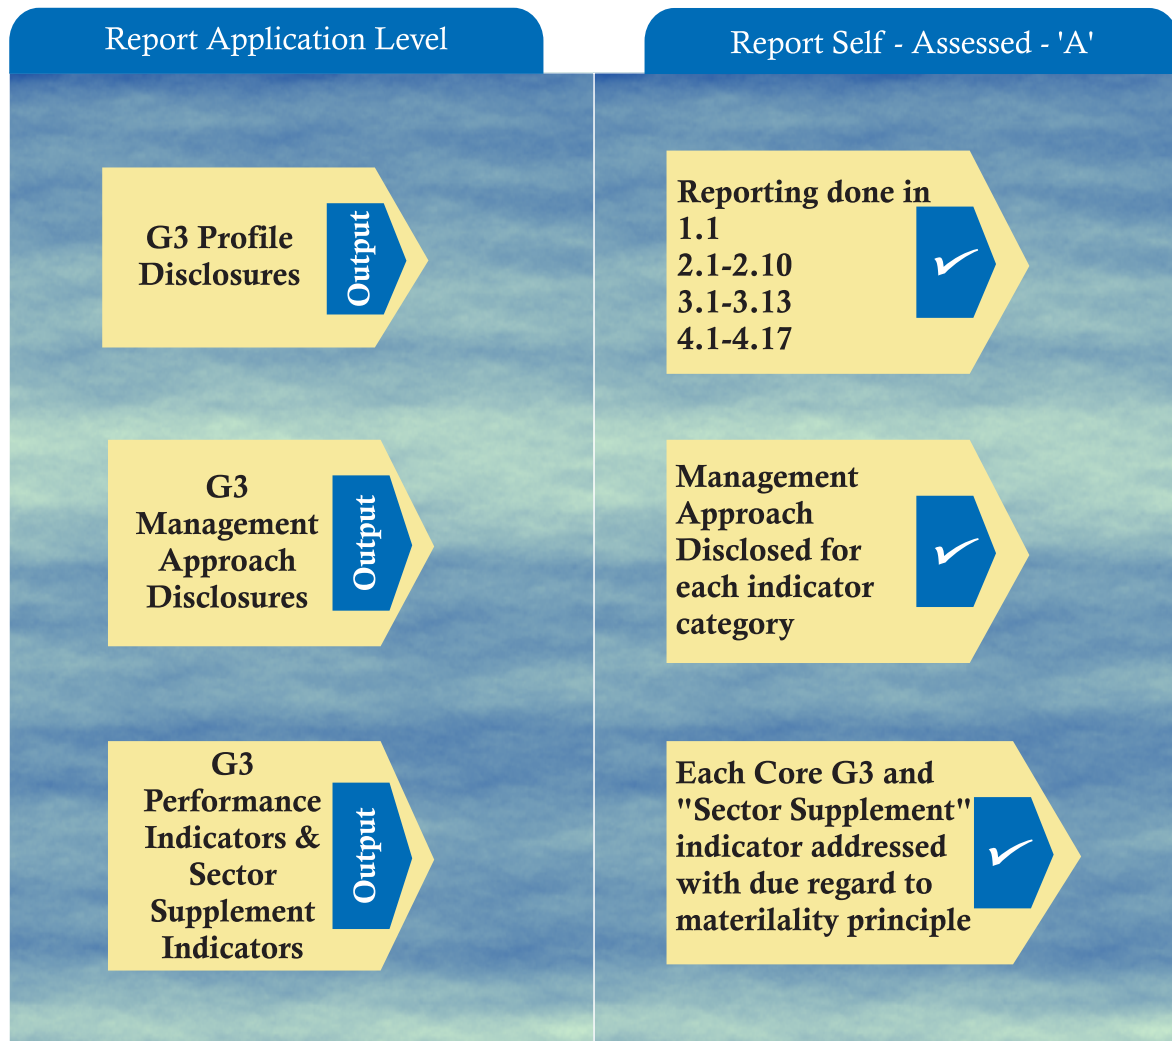 Report Application Level
Report Self - Assessed - 'A'
G3 Profile
Disclosures
Output
Reporting done in
1.1
2.1-2.10
3.1-3.13
4.1-4.17
G3
Management
Approach
Disclosures
Output
Management
Approach
Disclosed for
each indicator
category
G3
Performance
Indicators &
Sector
Supplement
Indicators
Output
Each Core G3 and
"Sector Supplement"
indicator addressed
with due regard to
materilality principle